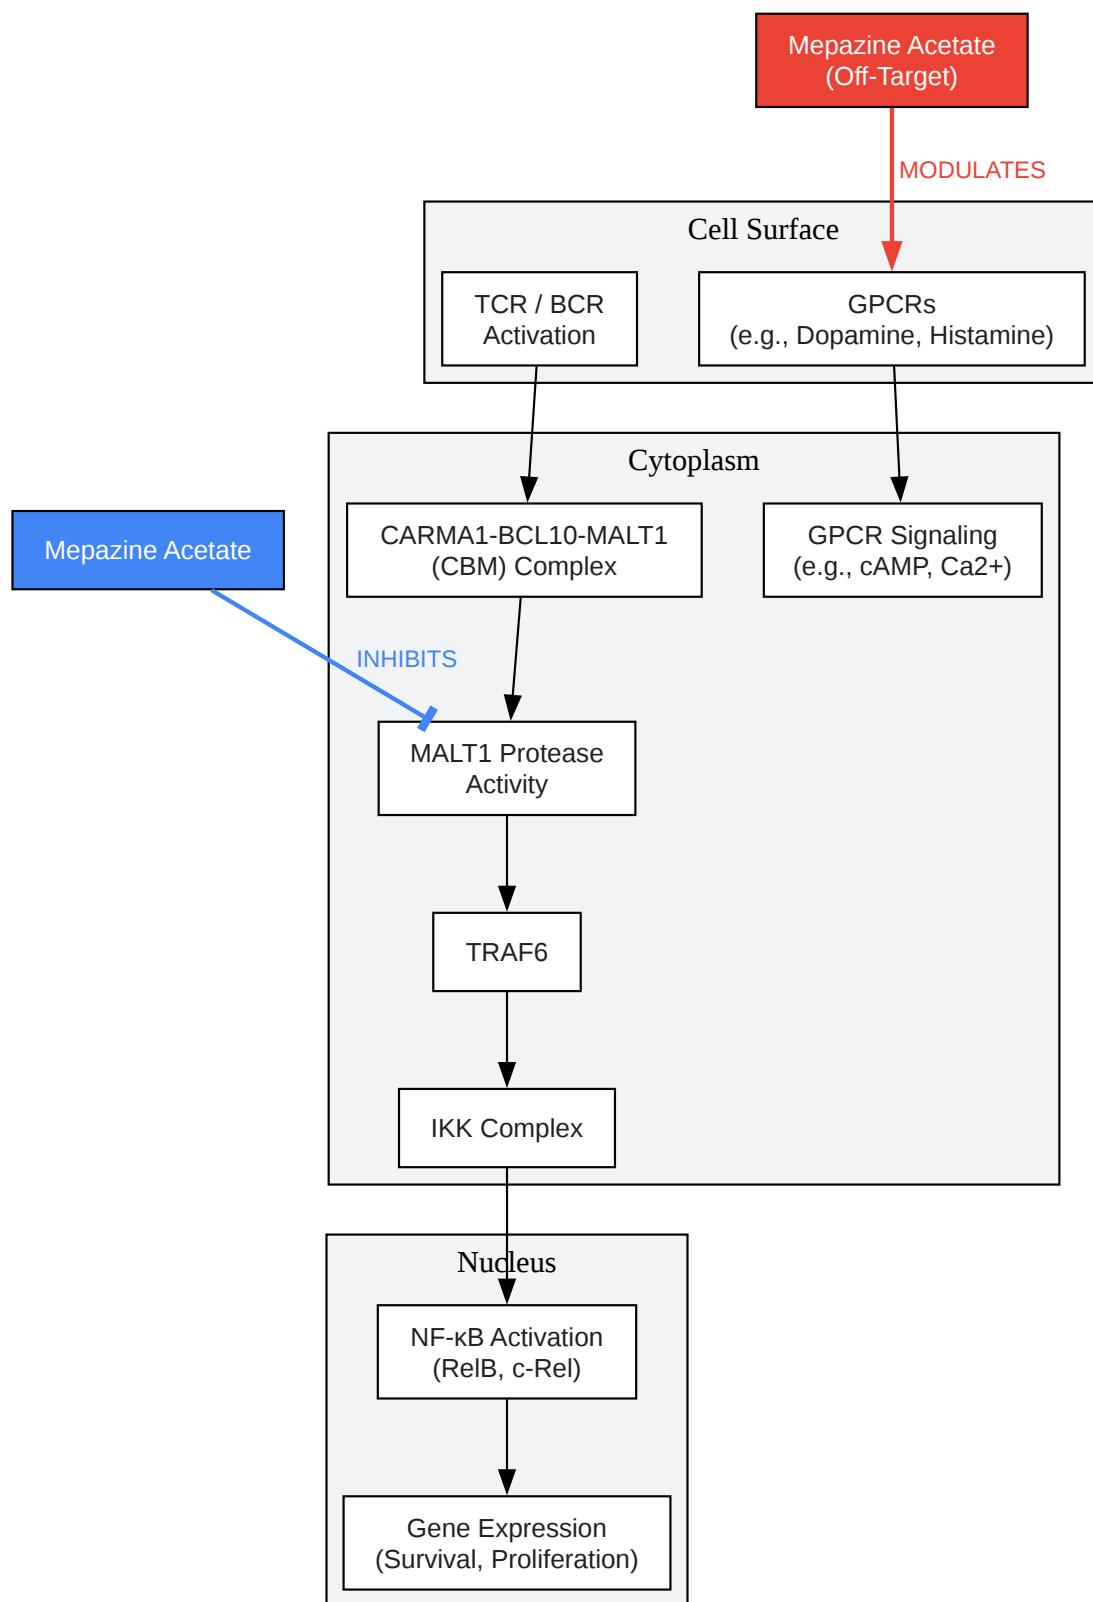 Mepazine Acetate
(Off-Target)
MODULATES
Cell Surface
TCR / BCR
Activation
GPCRs
(e.g., Dopamine, Histamine)
Cytoplasm
CARMA1-BCL10-MALT1
(CBM) Complex
GPCR Signaling
(e.g., cAMP, Ca2+)
Mepazine Acetate
INHIBITS
MALT1 Protease
Activity
TRAF6
IKK Complex
Nucleus
NF-κB Activation
(RelB, c-Rel)
Gene Expression
(Survival, Proliferation)